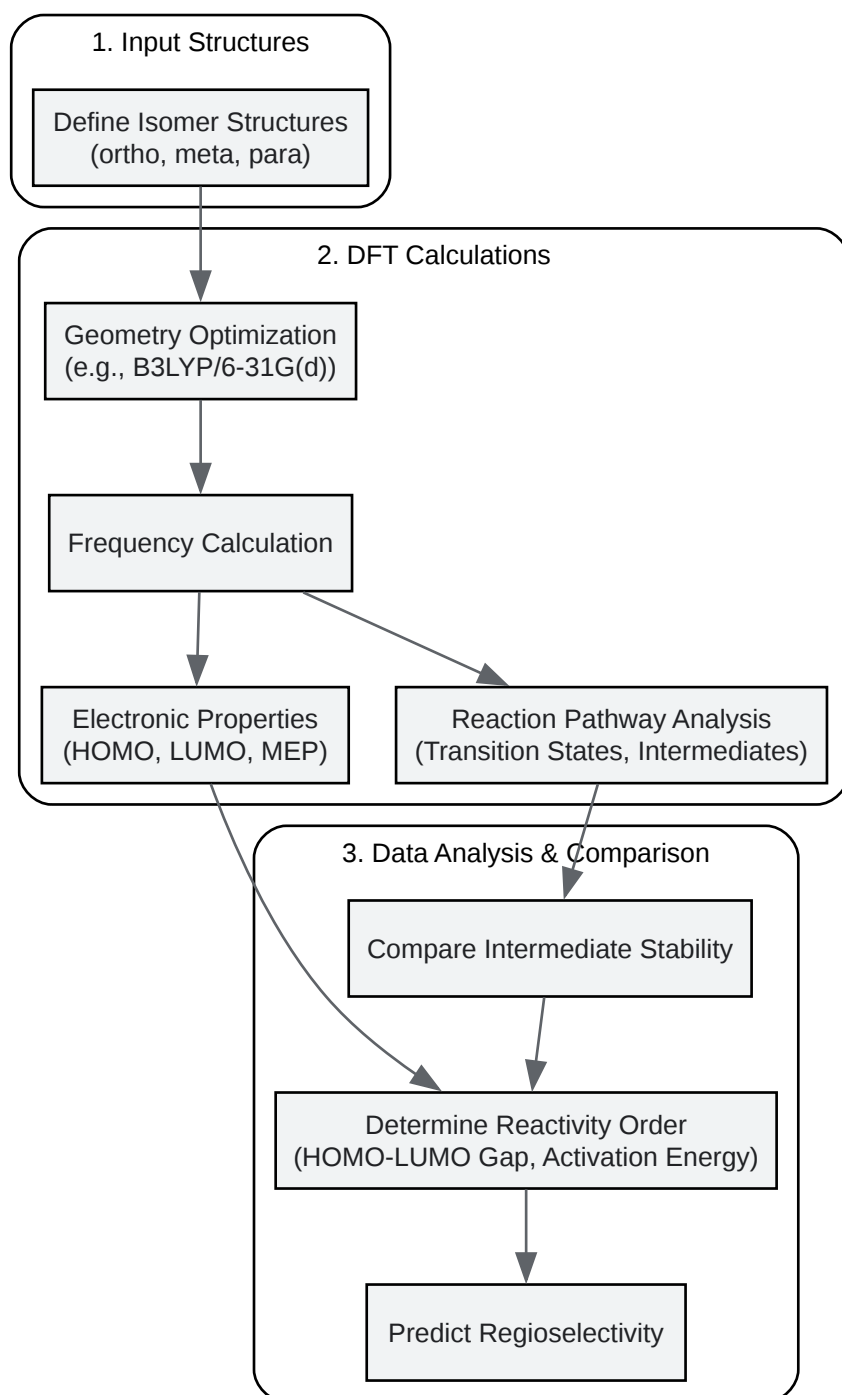 1. Input Structures
Define Isomer Structures
(ortho, meta, para)
2. DFT Calculations
Geometry Optimization
(e.g., B3LYP/6-31G(d))
Frequency Calculation
Electronic Properties
(HOMO, LUMO, MEP)
Reaction Pathway Analysis
(Transition States, Intermediates)
3. Data Analysis & Comparison
Compare Intermediate Stability
Determine Reactivity Order
(HOMO-LUMO Gap, Activation Energy)
Predict Regioselectivity